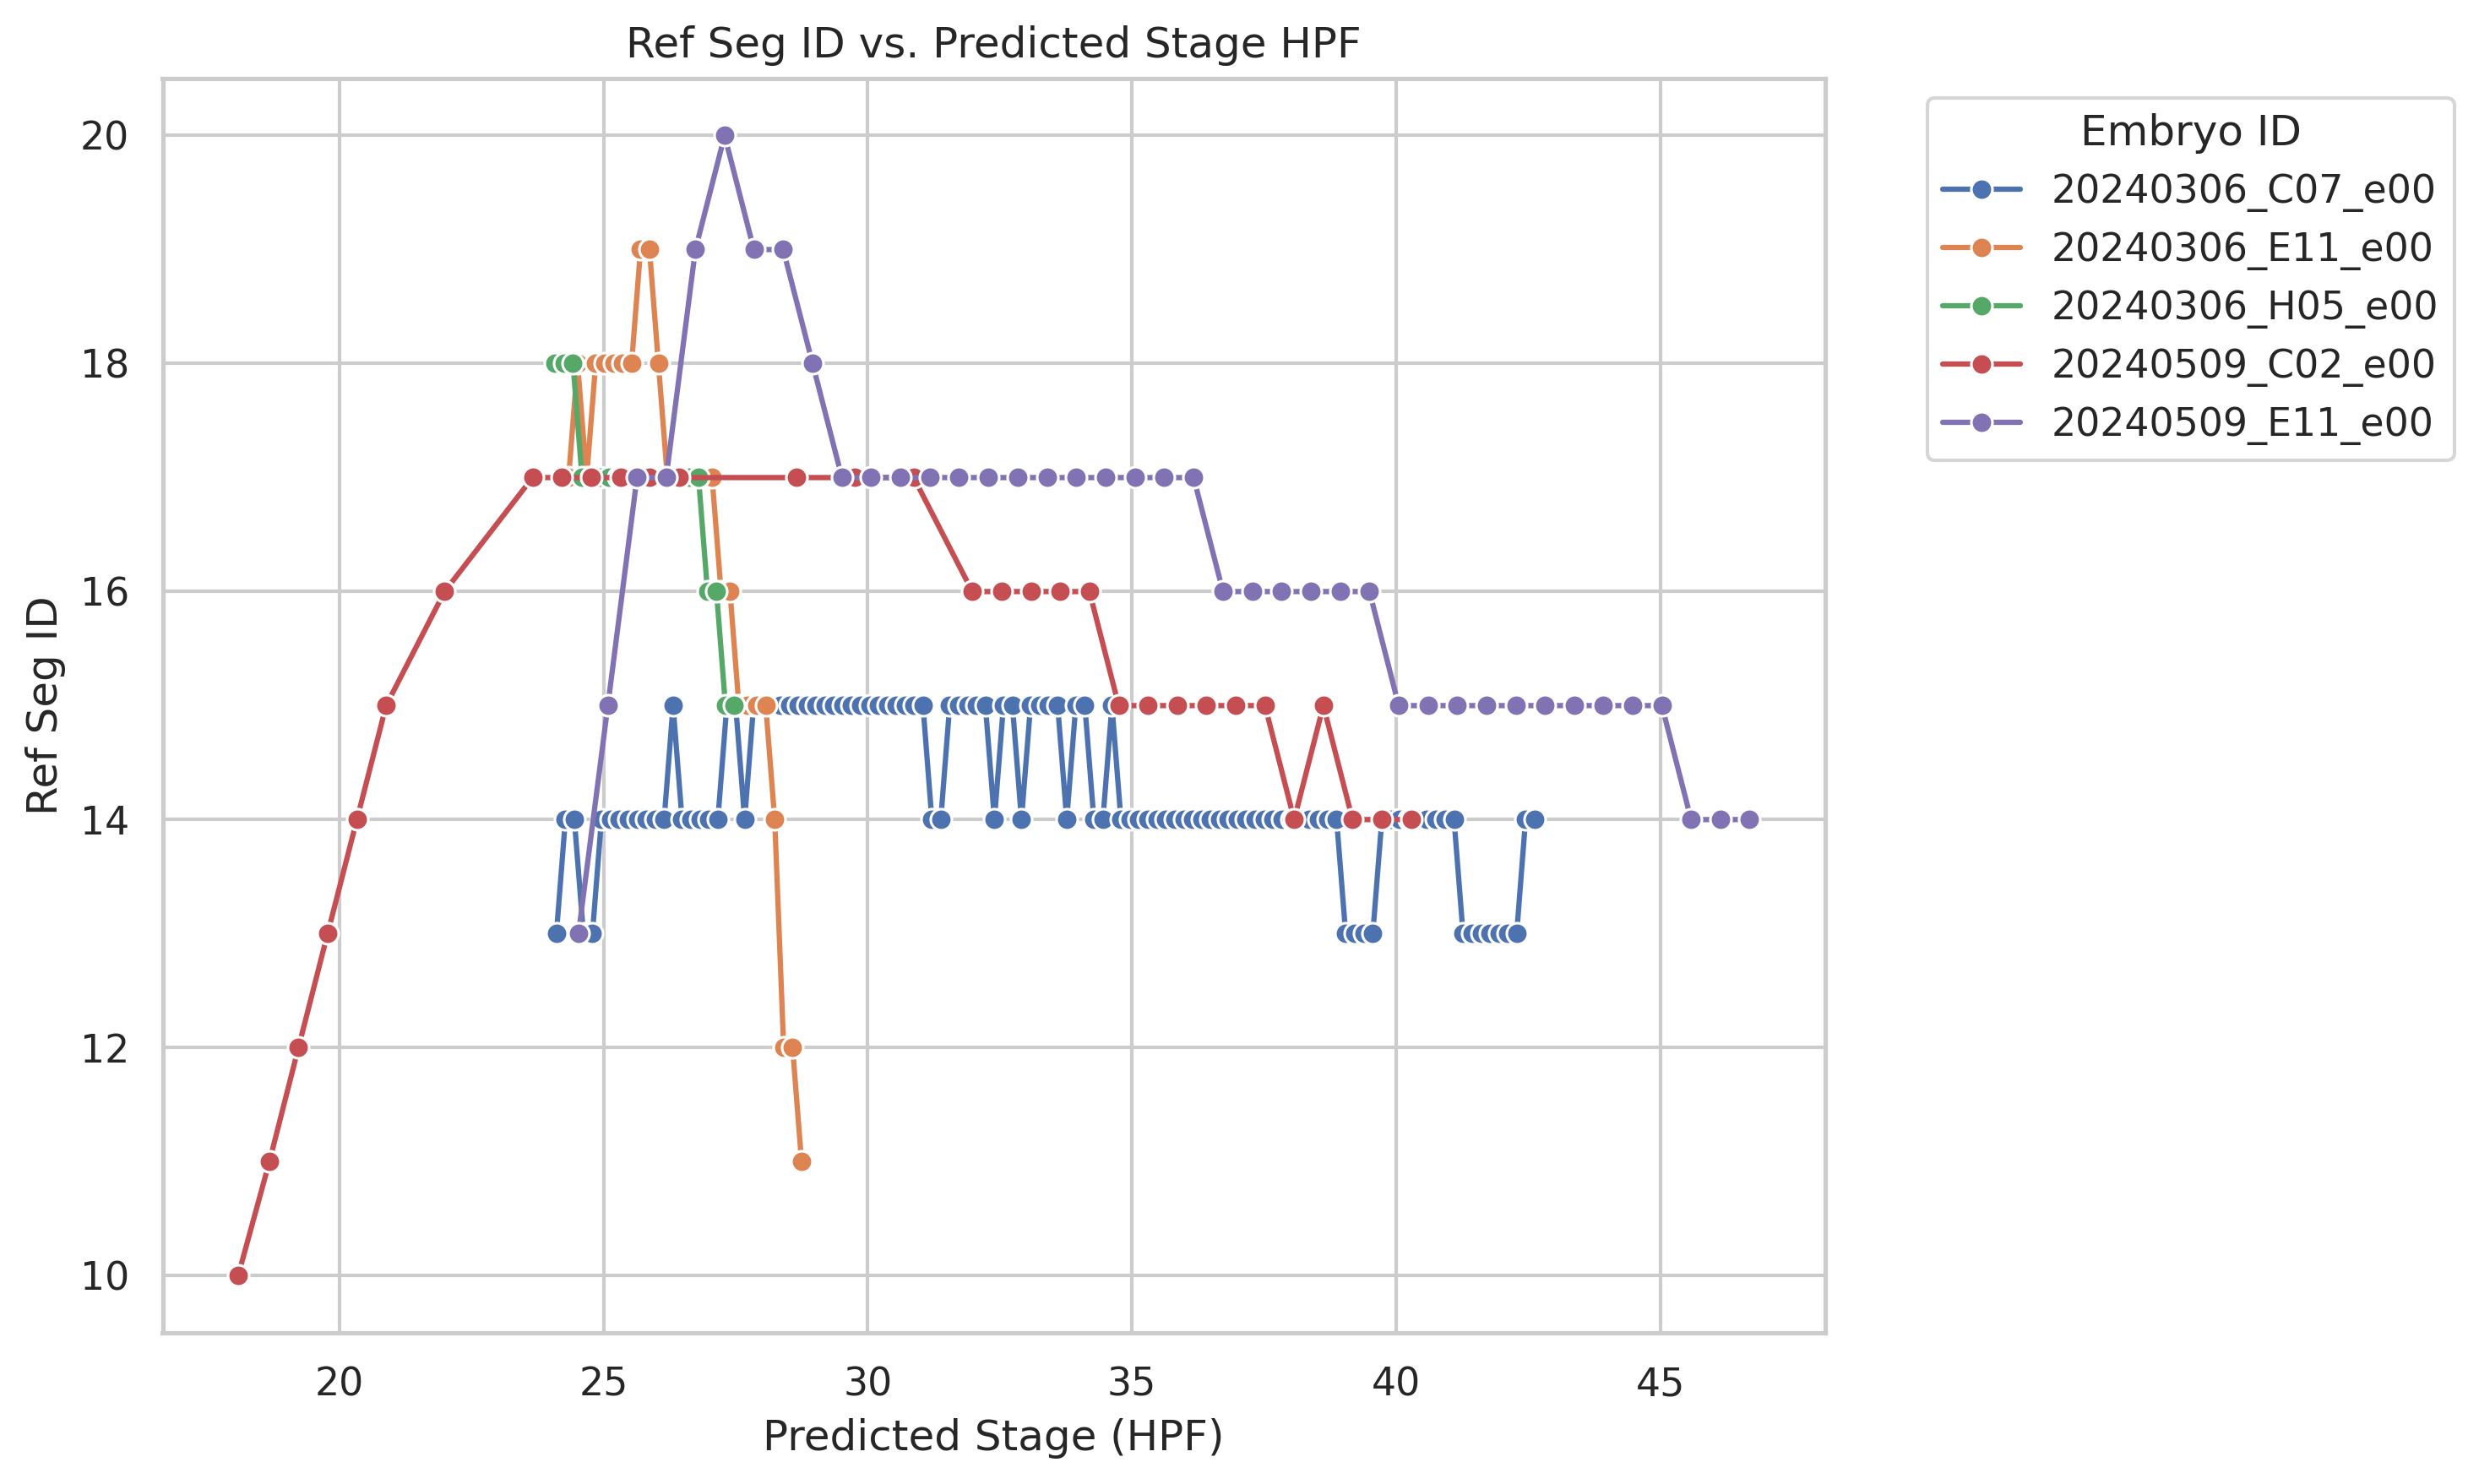 Ref Seg ID vs. Predicted Stage HPF
Embryo ID
20240306_C07_e00
20240306_E11_e00
20240306_H05_e00
20240509_C02_e00
20240509_E11_e00
Ref Seg ID
20
18
16
14
12
10
20
25
30
35
40
45
Predicted Stage (HPF)